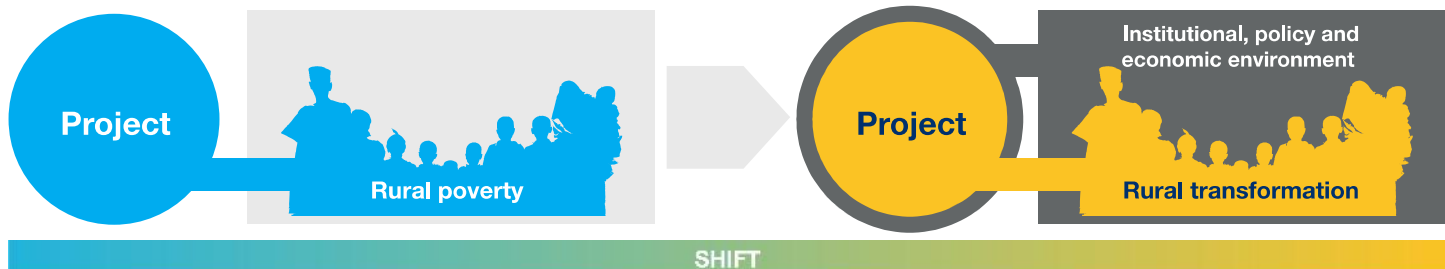 Project
Rural poverty
Institutional, policy and
economic environment
Project
Rural transformation
SHIFT